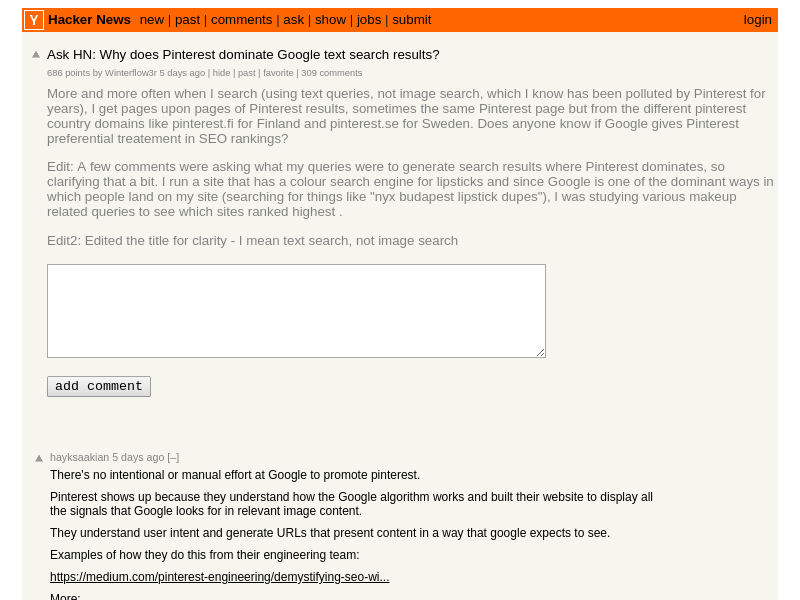 Y Hacker News new | past | comments | ask | show | jobs | submit login
Ask HN: Why does Pinterest dominate Google text search results?
686 points by Winterflow3r 5 days ago | hide | past | favorite | 309 comments
More and more often when I search (using text queries, not image search, which I know has been polluted by Pinterest for
years), I get pages upon pages of Pinterest results, sometimes the same Pinterest page but from the different pinterest
country domains like pinterest.fi for Finland and pinterest.se for Sweden. Does anyone know if Google gives Pinterest
preferential treatement in SEO rankings?
Edit: A few comments were asking what my queries were to generate search results where Pinterest dominates, so
clarifying that a bit. I run a site that has a colour search engine for lipsticks and since Google is one of the dominant ways in
which people land on my site (searching for things like "nyx budapest lipstick dupes"), I was studying various makeup
related queries to see which sites ranked highest .
Edit2: Edited the title for clarity - I mean text search, not image search
add comment
hayksaakian 5 days ago [–]
There's no intentional or manual effort at Google to promote pinterest.
Pinterest shows up because they understand how the Google algorithm works and built their website to display all
the signals that Google looks for in relevant image content.
They understand user intent and generate URLs that present content in a way that google expects to see.
Examples of how they do this from their engineering team:
https://medium.com/pinterest-engineering/demystifying-seo-wi...
More: